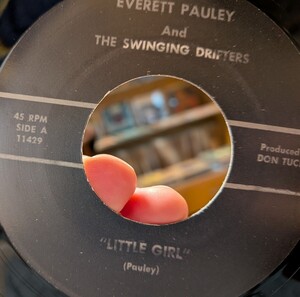 EVERETT PAULEY
And
THE SWINGING DRIFTERS
45 RPM
SIDE A
11429
Produced
DON TUC
"LITTLE GIRL"
(Pauley)